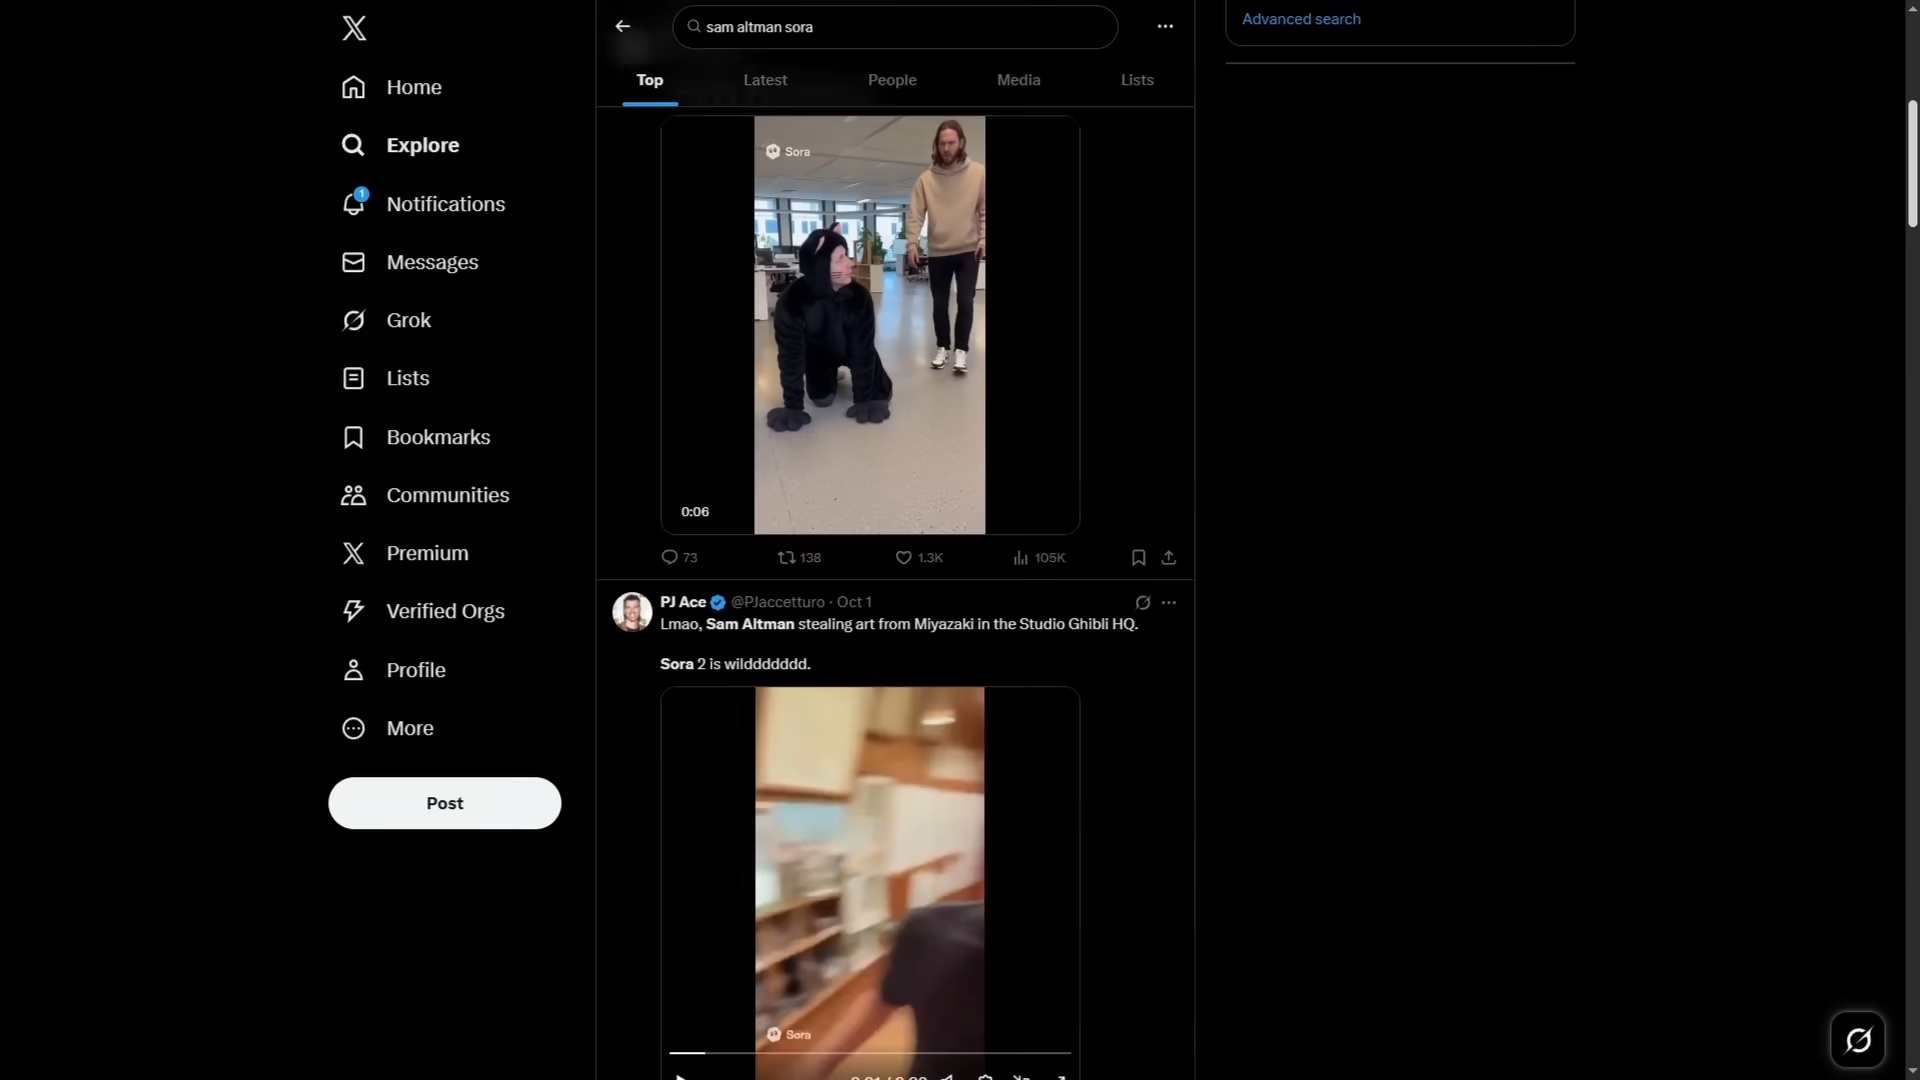 sam altman sora
Advanced search
Top
Latest
People
Media
Lists
Home
Explore
1
Notifications
Messages
Grok
Lists
Bookmarks
Communities
Premium
Verified Orgs
Profile
More
Post
Sora
0:06
73
138
1.3K
105K
PJ Ace @PJaccetturo · Oct 1
Lmao, Sam Altman stealing art from Miyazaki in the Studio Ghibli HQ.
Sora 2 is wilddddddd.
Sora